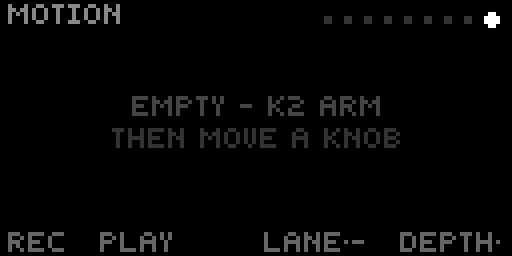 MOTION
EMPTY - K2 ARM
THEN MOVE A KNOB
REC PLAY LANE·- DEPTH·